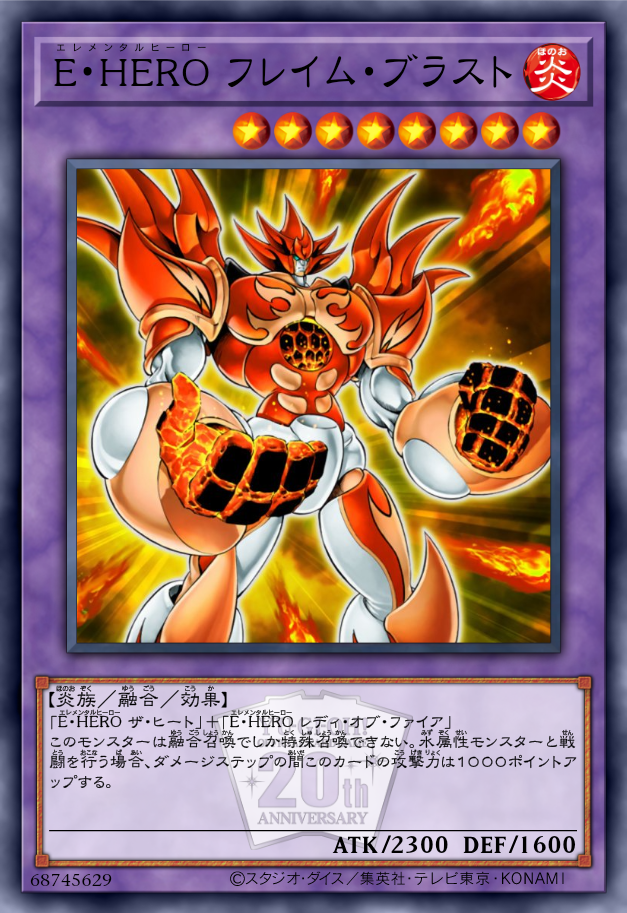 エレメンタルヒーロー
E・HERO フレイム・ブラスト
ほのお
炎
【炎族／融合／効果】
「E・HERO ザ・ヒート」＋「E・HERO レディ・オブ・ファイア」
このモンスターは融合召喚でしか特殊召喚できない。水属性モンスターと戦
闘を行う場合、ダメージステップの間このカードの攻撃力は１０００ポイントア
ップする。
20th
ANNIVERSARY
ATK/2300 DEF/1600
68745629
©スタジオ・ダイス／集英社・テレビ東京・KONAMI